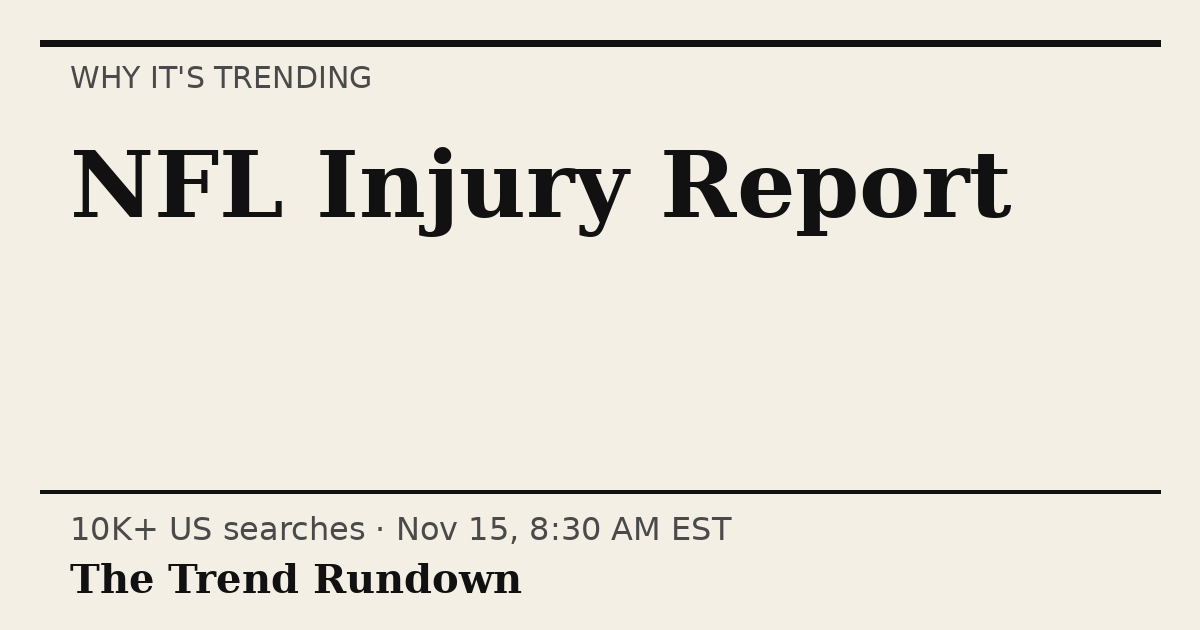 WHY IT'S TRENDING
NFL Injury Report
10K+ US searches · Nov 15, 8:30 AM EST
The Trend Rundown